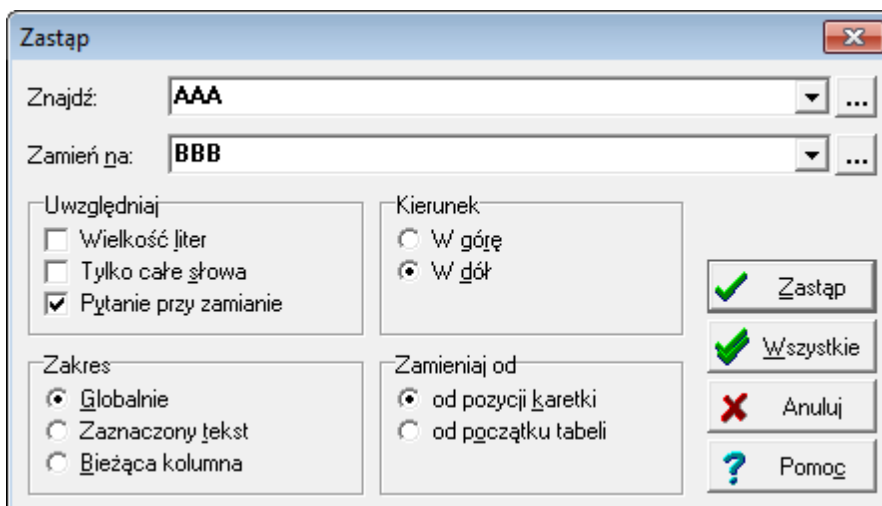 Zastąp
Znajdź: AAA ...
Zamień na: BBB ...
Uwzględniaj
Wielkość liter
Tylko całe słowa
Pytanie przy zamianie
Kierunek
W górę
W dół
Zakres
Globalnie
Zaznaczony tekst
Bieżąca kolumna
Zamieniaj od
od pozycji karetki
od początku tabeli
Zastąp
Wszystkie
Anuluj
Pomoc